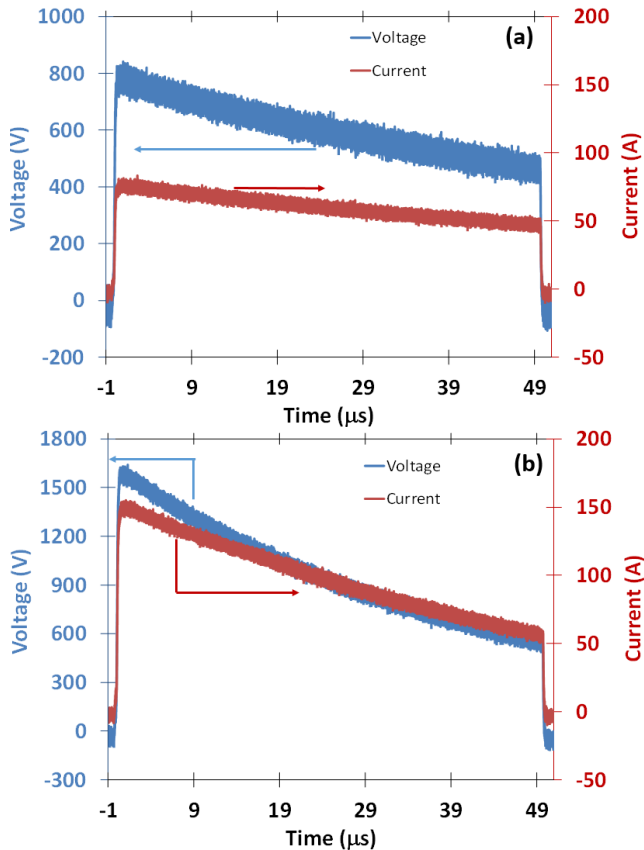 (a)
Voltage
Current
1000
800
600
400
200
0
-200
Voltage (V)
200
150
100
50
0
-50
Current (A)
-1 9 19 29 39 49
Time (μs)
(b)
Voltage
Current
1800
1500
1200
900
600
300
0
-300
Voltage (V)
200
150
100
50
0
-50
Current (A)
-1 9 19 29 39 49
Time (μs)